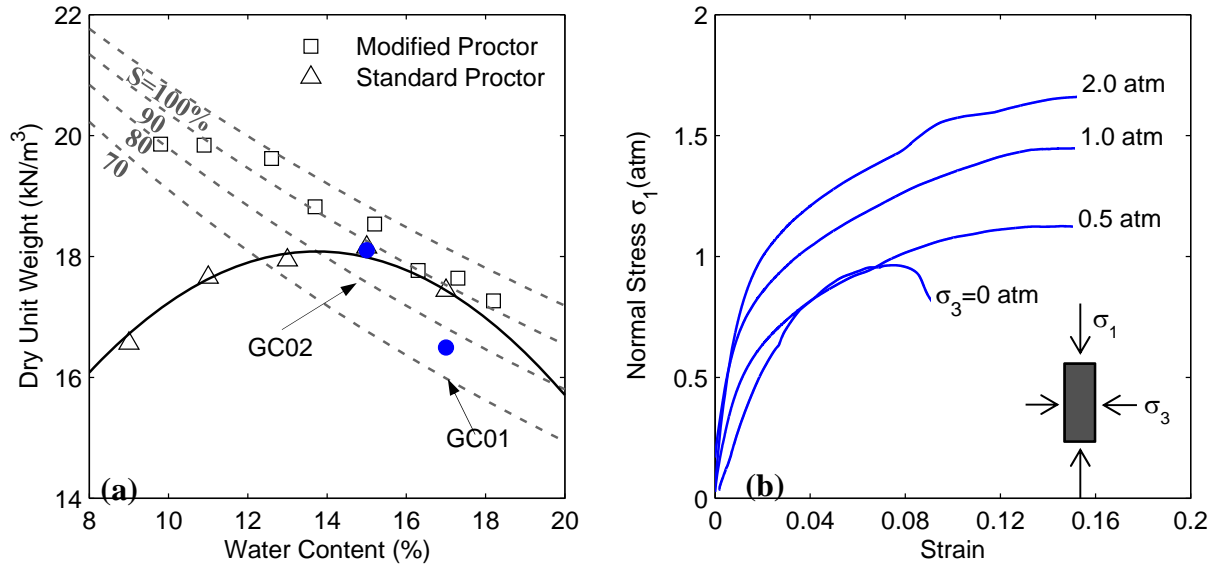 22
20
18
16
14
8
10
12
14
16
18
20
Water Content (%)
Dry Unit Weight (kN/m³)
Modified Proctor
Standard Proctor
S=100%
90
80
70
GC02
GC01
(a)
2
1.5
1
0.5
0
0
0.04
0.08
0.12
0.16
0.2
Strain
Normal Stress σ₁(atm)
2.0 atm
1.0 atm
0.5 atm
σ₃=0 atm
σ₁
σ₃
(b)